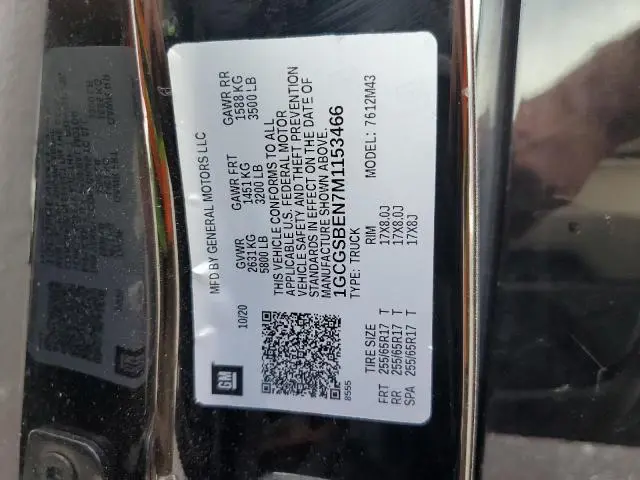 MFD BY GENERAL MOTORS LLC
GM
10/20
GVWR GAWR FRT GAWR RR
2631 KG 1451 KG 1588 KG
5800 LB 3200 LB 3500 LB
THIS VEHICLE CONFORMS TO ALL
APPLICABLE U.S. FEDERAL MOTOR
VEHICLE SAFETY AND THEFT PREVENTION
STANDARDS IN EFFECT ON THE DATE OF
MANUFACTURE SHOWN ABOVE.
1GCGSBEN7M1153466
TYPE: TRUCK MODEL: 7612M43
8555
TIRE SIZE RIM
FRT 255/65R17 T 17X8.0J
RR 255/65R17 T 17X8.0J
SPA 255/65R17 T 17X8J